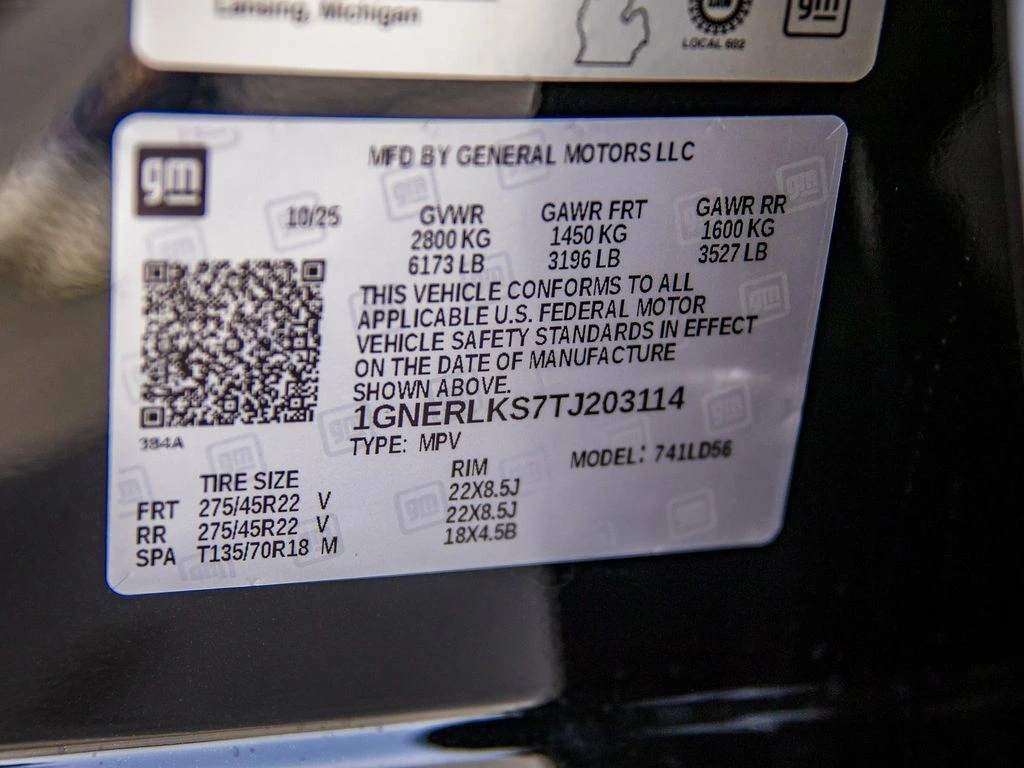 Lansing, Michigan
LOCAL 602
gm
gm
MFD BY GENERAL MOTORS LLC
10/25
GVWR GAWR FRT GAWR RR
2800 KG 1450 KG 1600 KG
6173 LB 3196 LB 3527 LB
THIS VEHICLE CONFORMS TO ALL
APPLICABLE U.S. FEDERAL MOTOR
VEHICLE SAFETY STANDARDS IN EFFECT
ON THE DATE OF MANUFACTURE
SHOWN ABOVE.
1GNERLKS7TJ203114
384A
TYPE: MPV MODEL: 741LD56
TIRE SIZE RIM
FRT 275/45R22 V 22X8.5J
RR 275/45R22 V 22X8.5J
SPA T135/70R18 M 18X4.5B